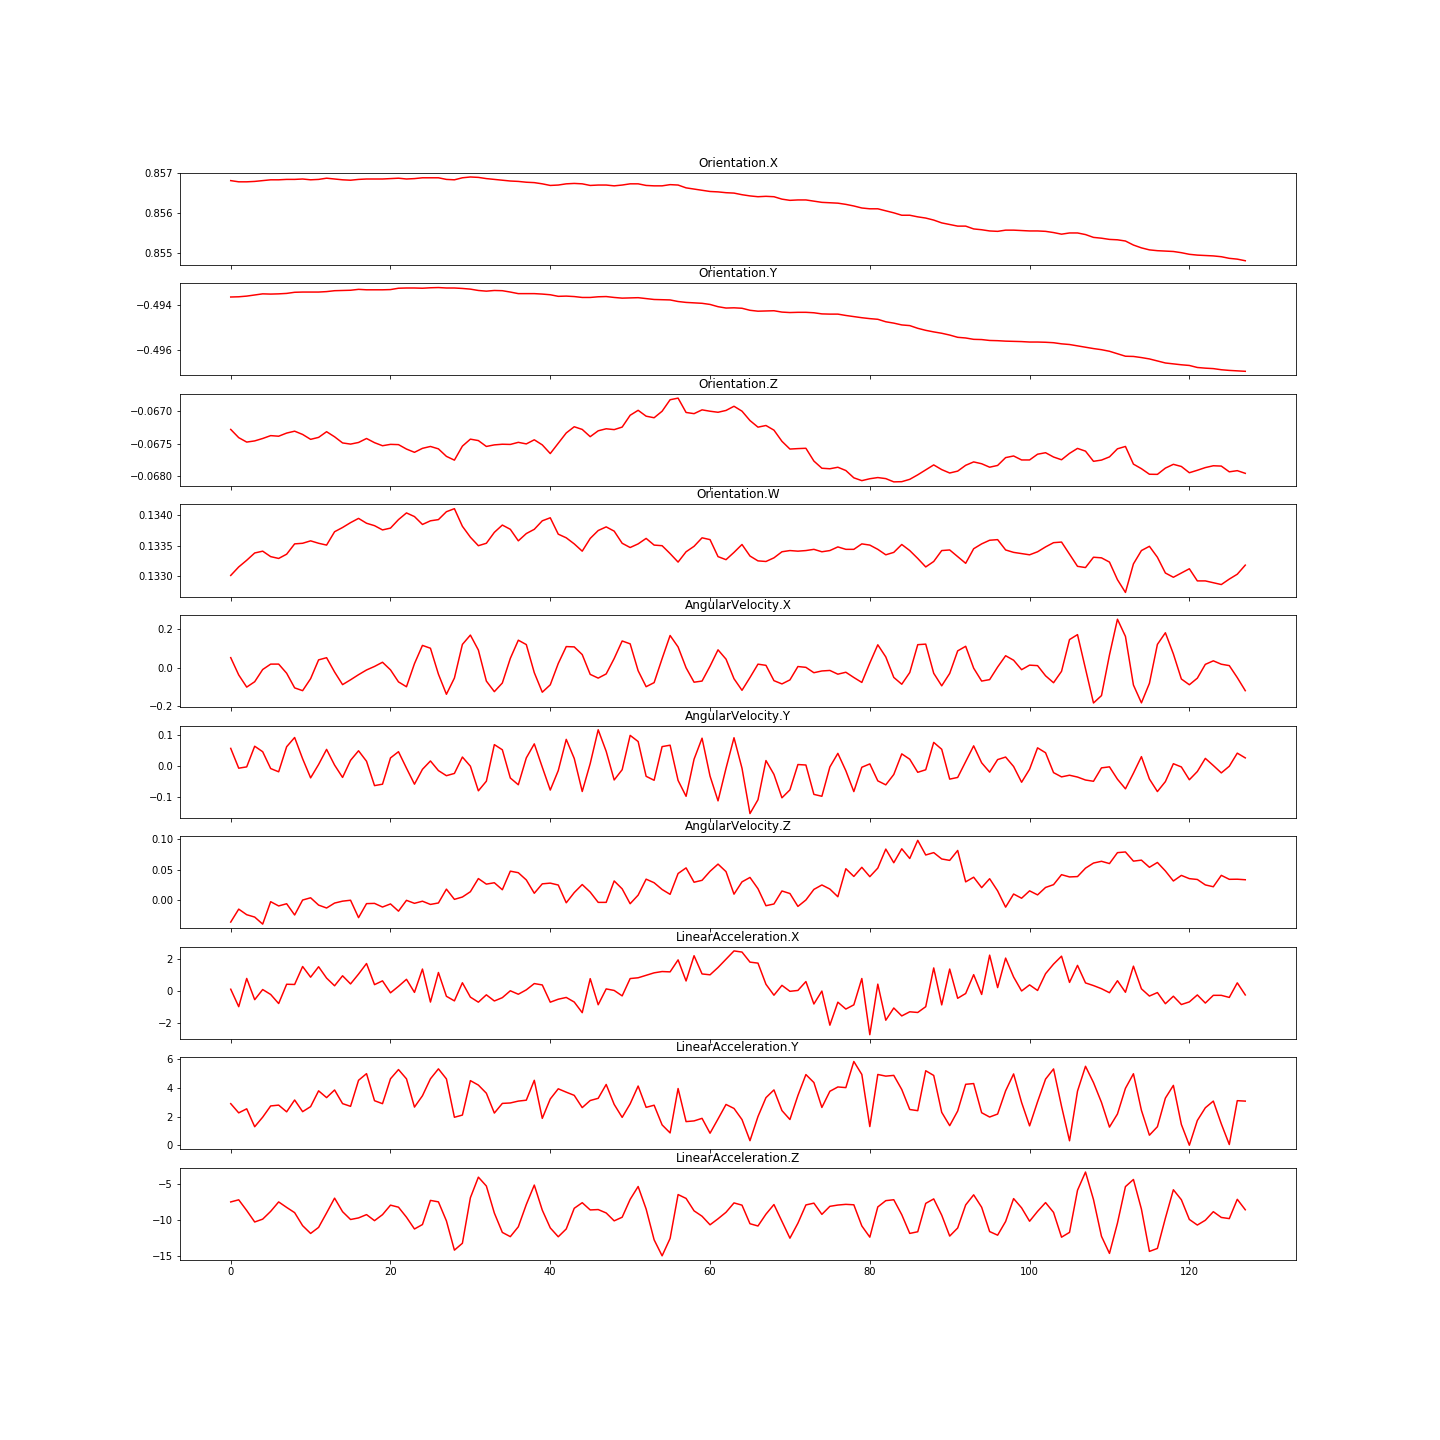 Orientation.X
0.857
0.856
0.855
Orientation.Y
−0.494
−0.496
Orientation.Z
−0.0670
−0.0675
−0.0680
Orientation.W
0.1340
0.1335
0.1330
AngularVelocity.X
0.2
0.0
−0.2
AngularVelocity.Y
0.1
0.0
−0.1
AngularVelocity.Z
0.10
0.05
0.00
LinearAcceleration.X
2
0
−2
LinearAcceleration.Y
6
4
2
0
LinearAcceleration.Z
−5
−10
−15
0 20 40 60 80 100 120